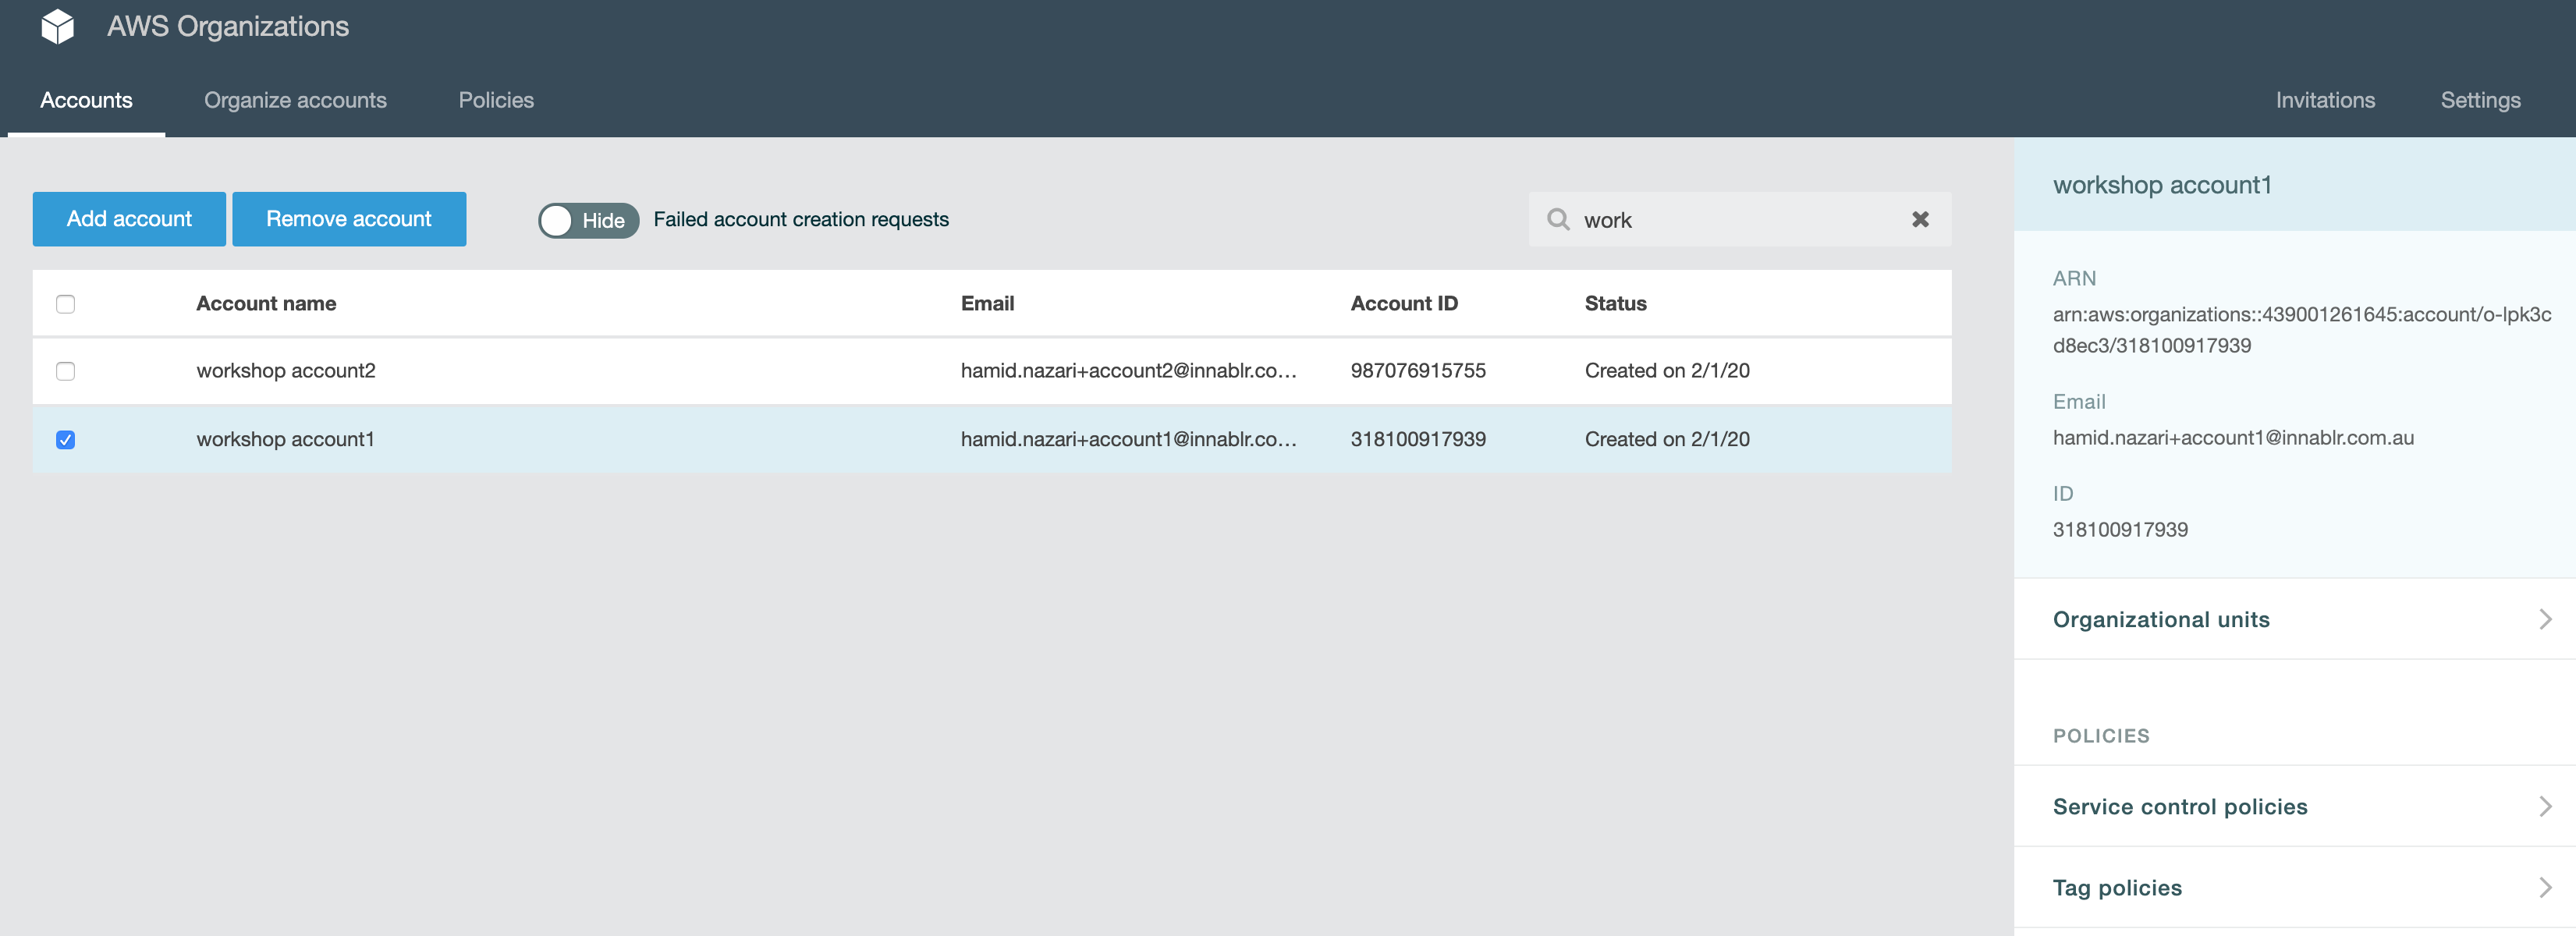 AWS Organizations
Accounts Organize accounts Policies Invitations Settings
Add account Remove account Hide Failed account creation requests work
Account name Email Account ID Status
workshop account2 hamid.nazari+account2@innablr.co... 987076915755 Created on 2/1/20
workshop account1 hamid.nazari+account1@innablr.co... 318100917939 Created on 2/1/20
workshop account1
ARN
arn:aws:organizations::439001261645:account/o-lpk3c
d8ec3/318100917939
Email
hamid.nazari+account1@innablr.com.au
ID
318100917939
Organizational units
POLICIES
Service control policies
Tag policies